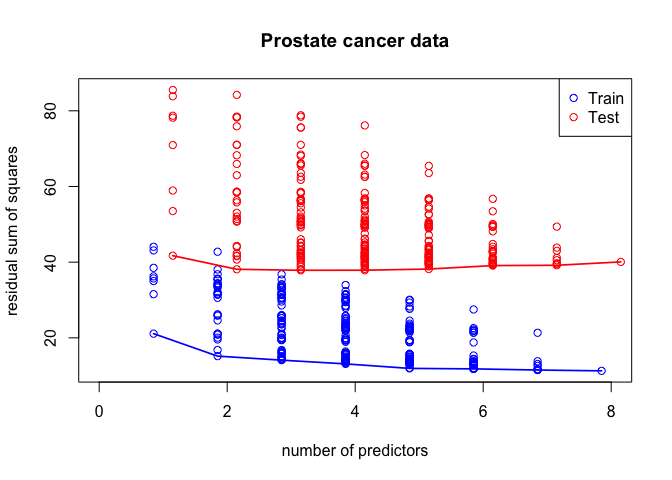 Prostate cancer data
Train
Test
residual sum of squares
80
60
40
20
0 2 4 6 8
number of predictors